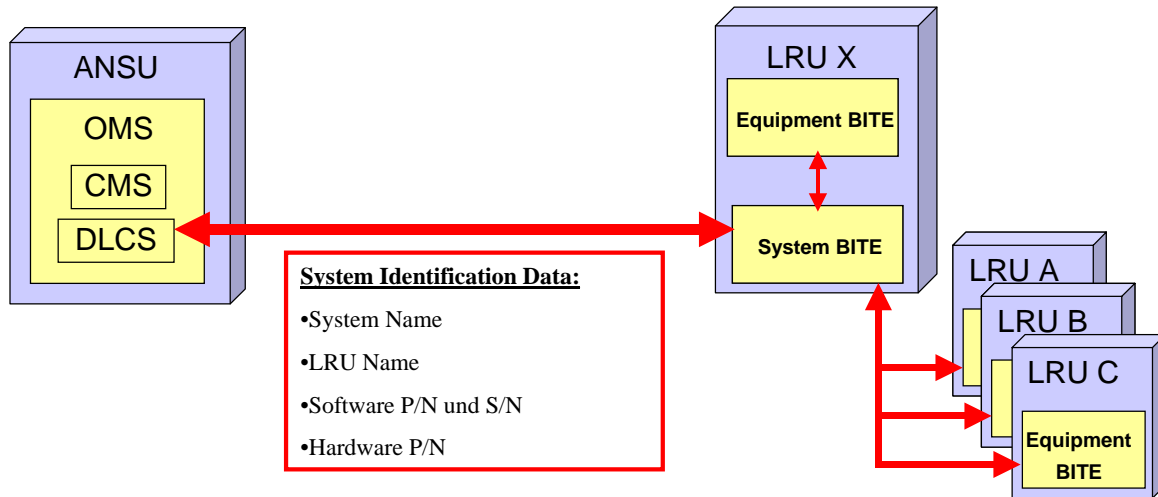 ANSU
OMS
CMS
DLCS
System Identification Data:
•System Name
•LRU Name
•Software P/N und S/N
•Hardware P/N
LRU X
Equipment BITE
System BITE
LRU A
LRU B
LRU C
Equipment
BITE